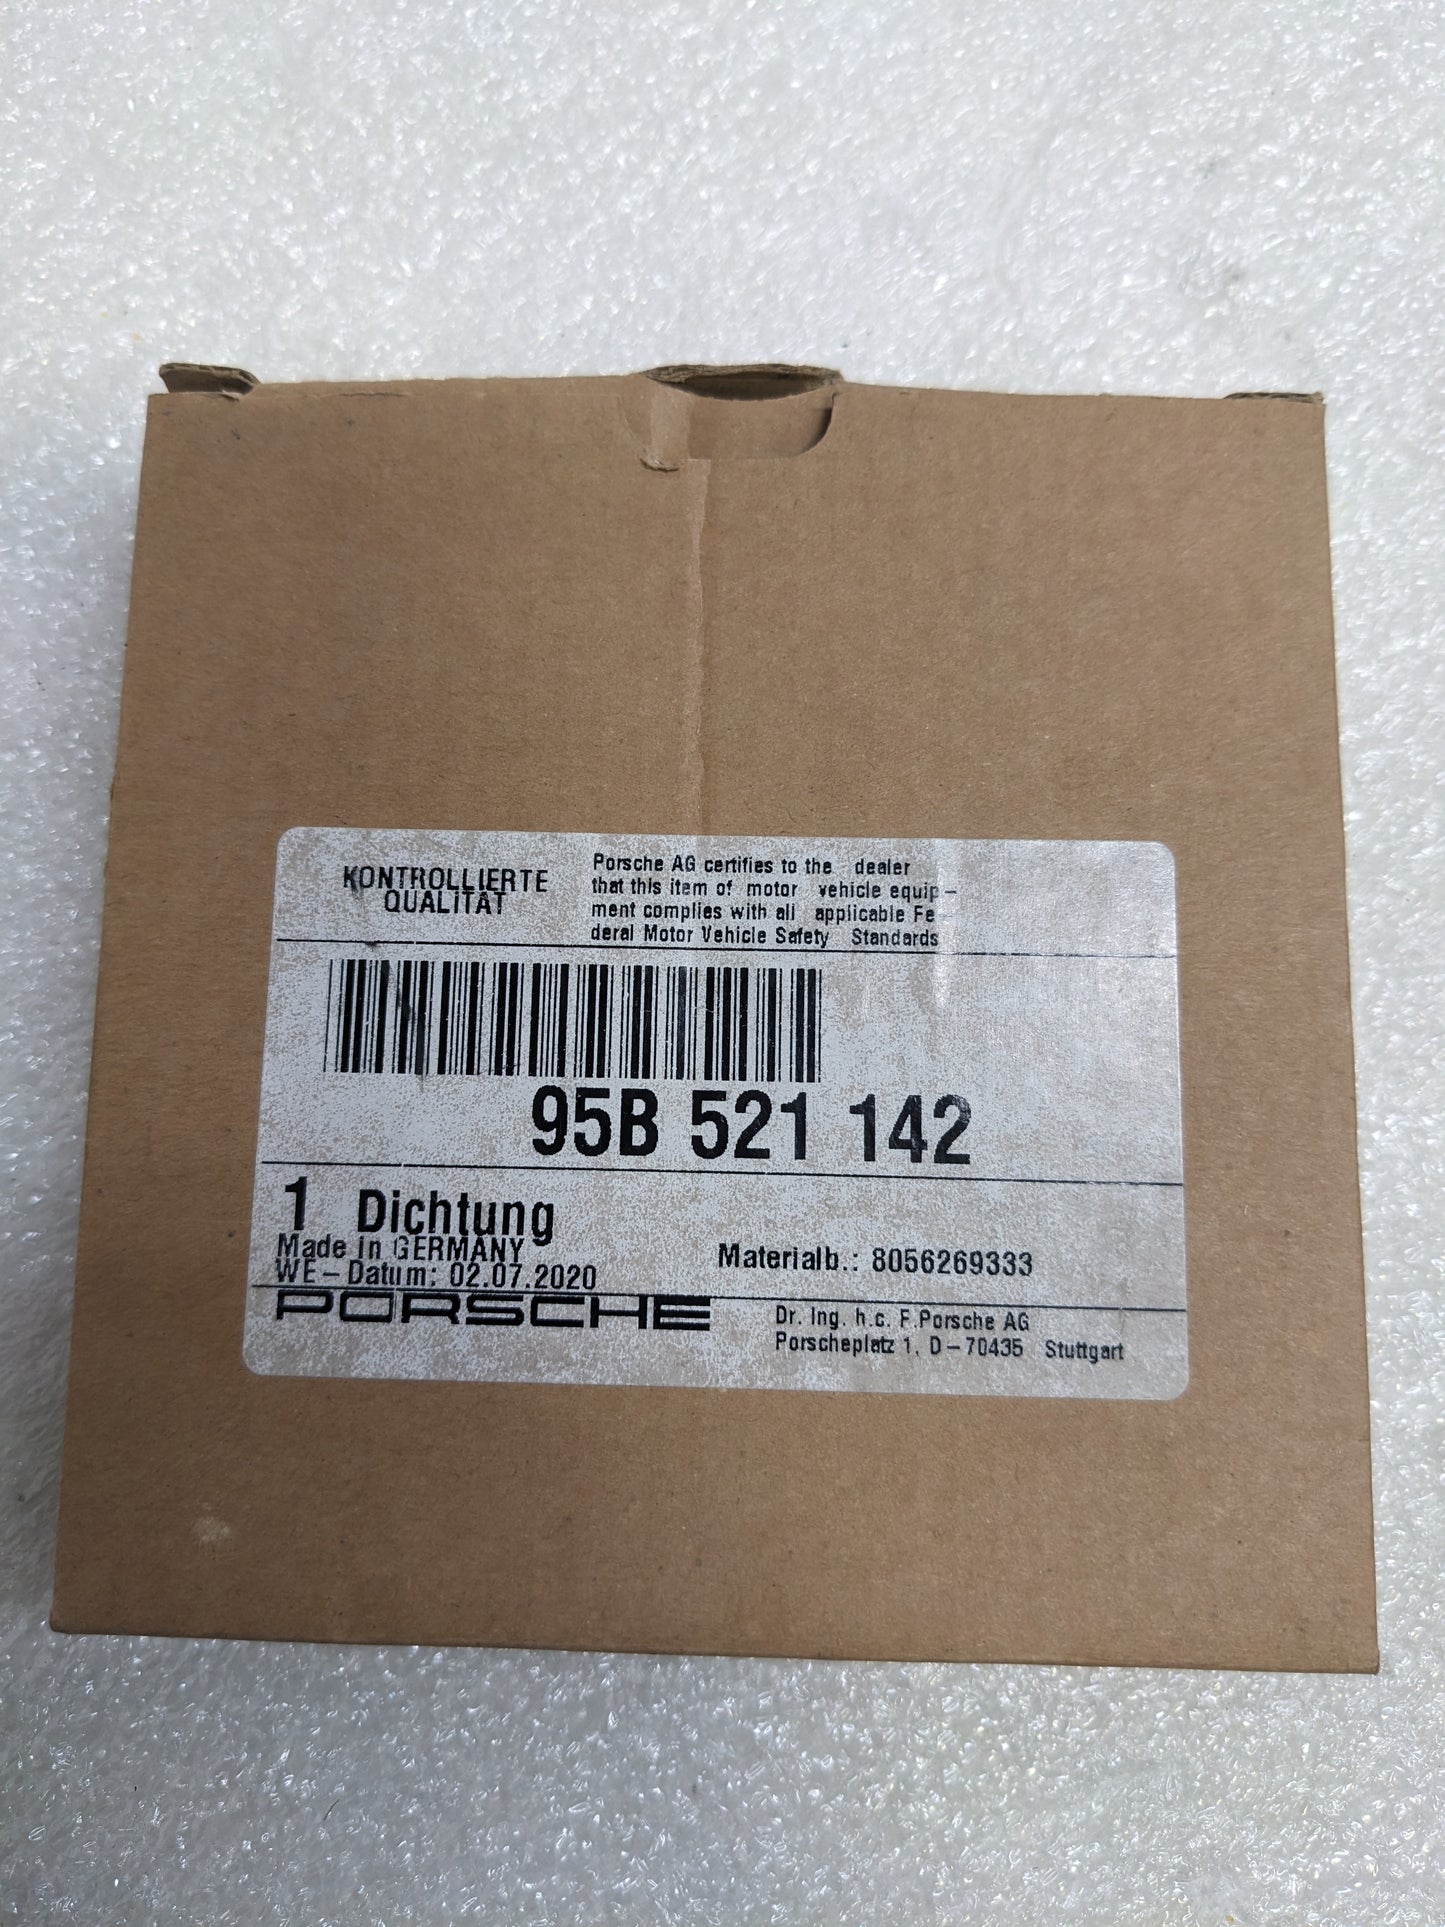 KONTROLLIERTE
QUALITÄT
Porsche AG certifies to the dealer
that this item of motor vehicle equip-
ment complies with all applicable Fe-
deral Motor Vehicle Safety Standards
95B 521 142
1 Dichtung
Made in GERMANY
WE-Datum: 02.07.2020
Materialb.: 8056269333
PORSCHE
Dr. Ing. h.c. F.Porsche AG
Porscheplatz 1, D-70435 Stuttgart